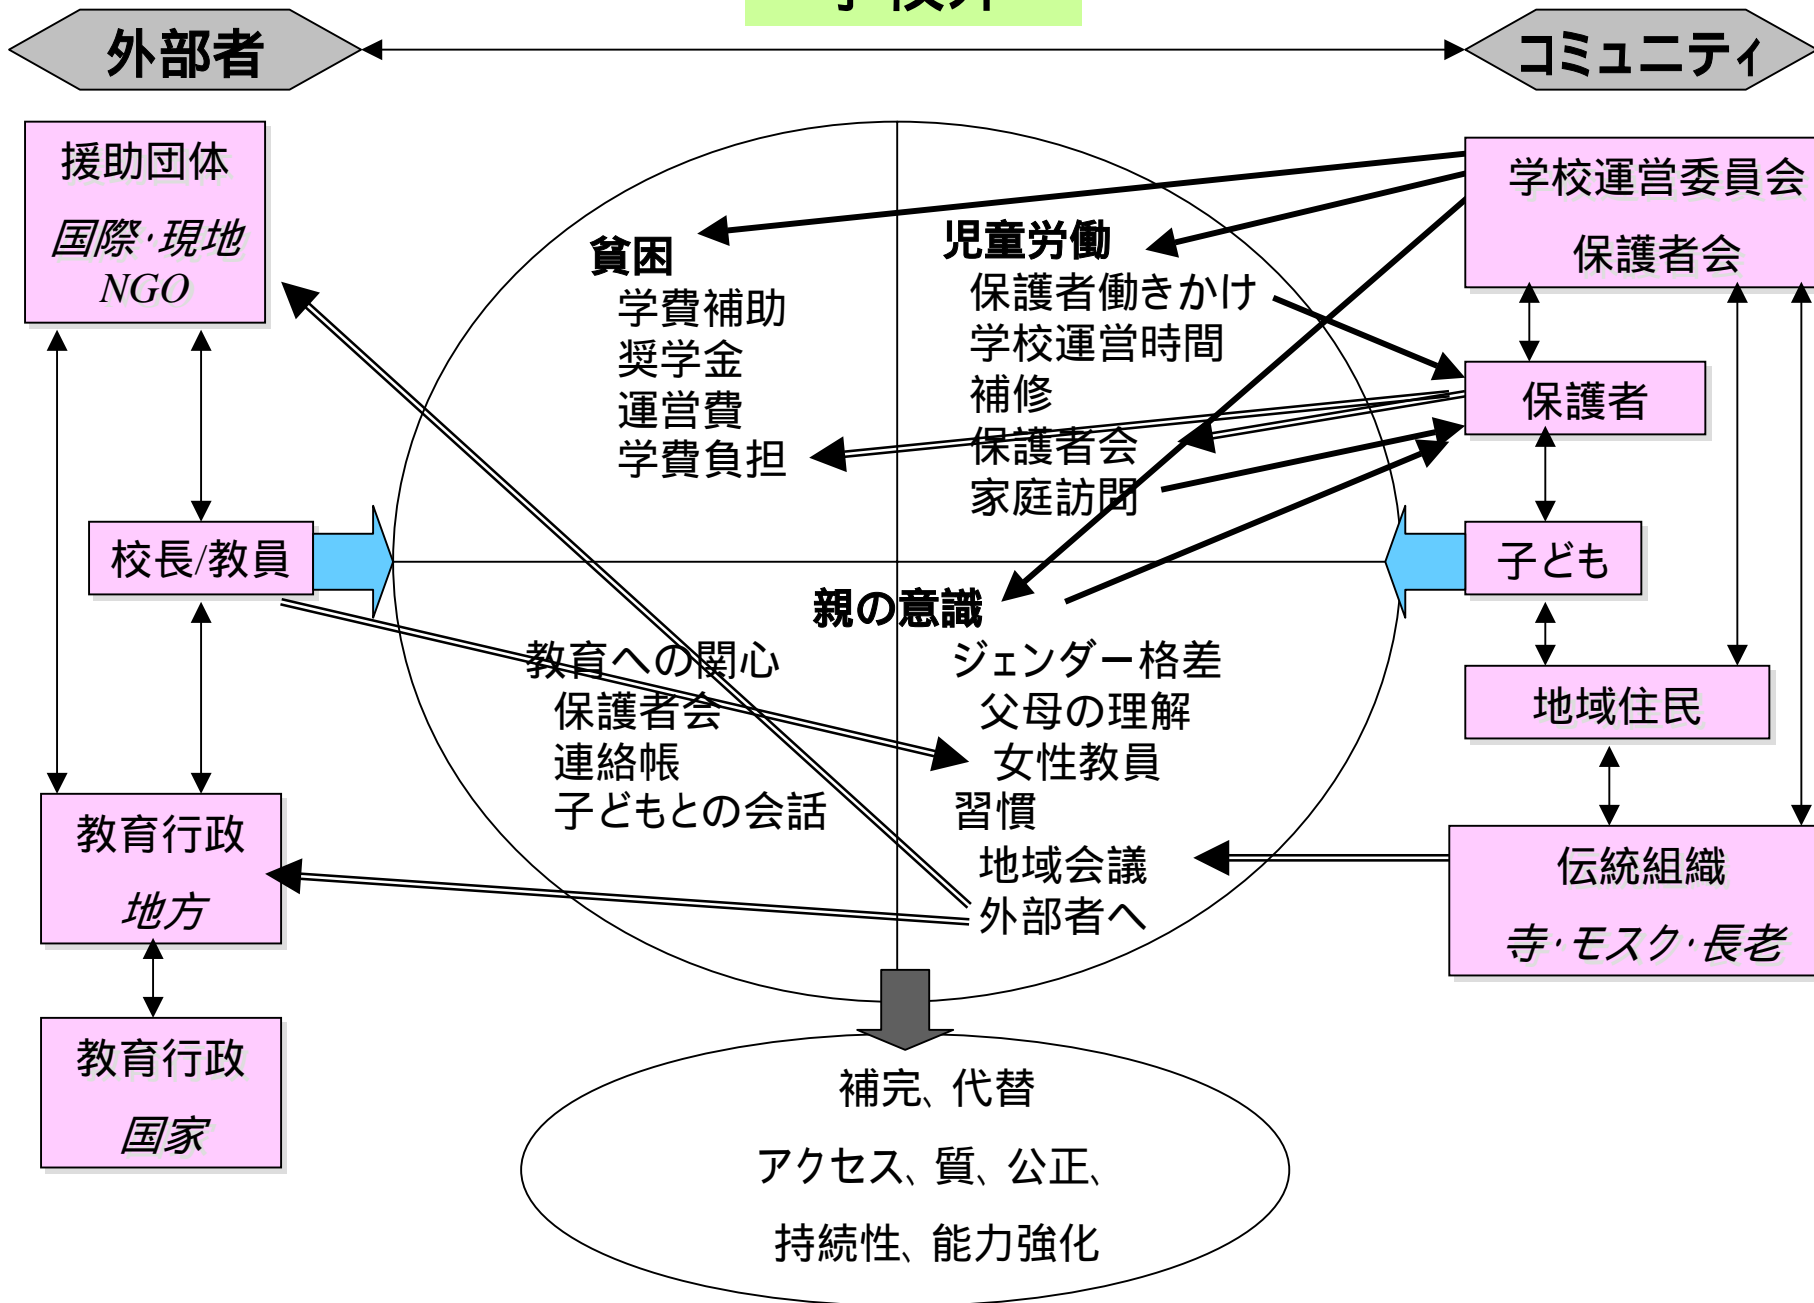 外部者
コミュニティ
援助団体
国際・現地
NGO
校長/教員
教育行政
地方
教育行政
国家
貧困
学費補助
奨学金
運営費
学費負担
児童労働
保護者働きかけ
学校運営時間
補修
保護者会
家庭訪問
親の意識
教育への関心
保護者会
連絡帳
子どもとの会話
ジェンダー格差
父母の理解
女性教員
習慣
地域会議
外部者へ
学校運営委員会
保護者会
保護者
子ども
地域住民
伝統組織
寺・モスク・長老
補完、代替
アクセス、質、公正、
持続性、能力強化